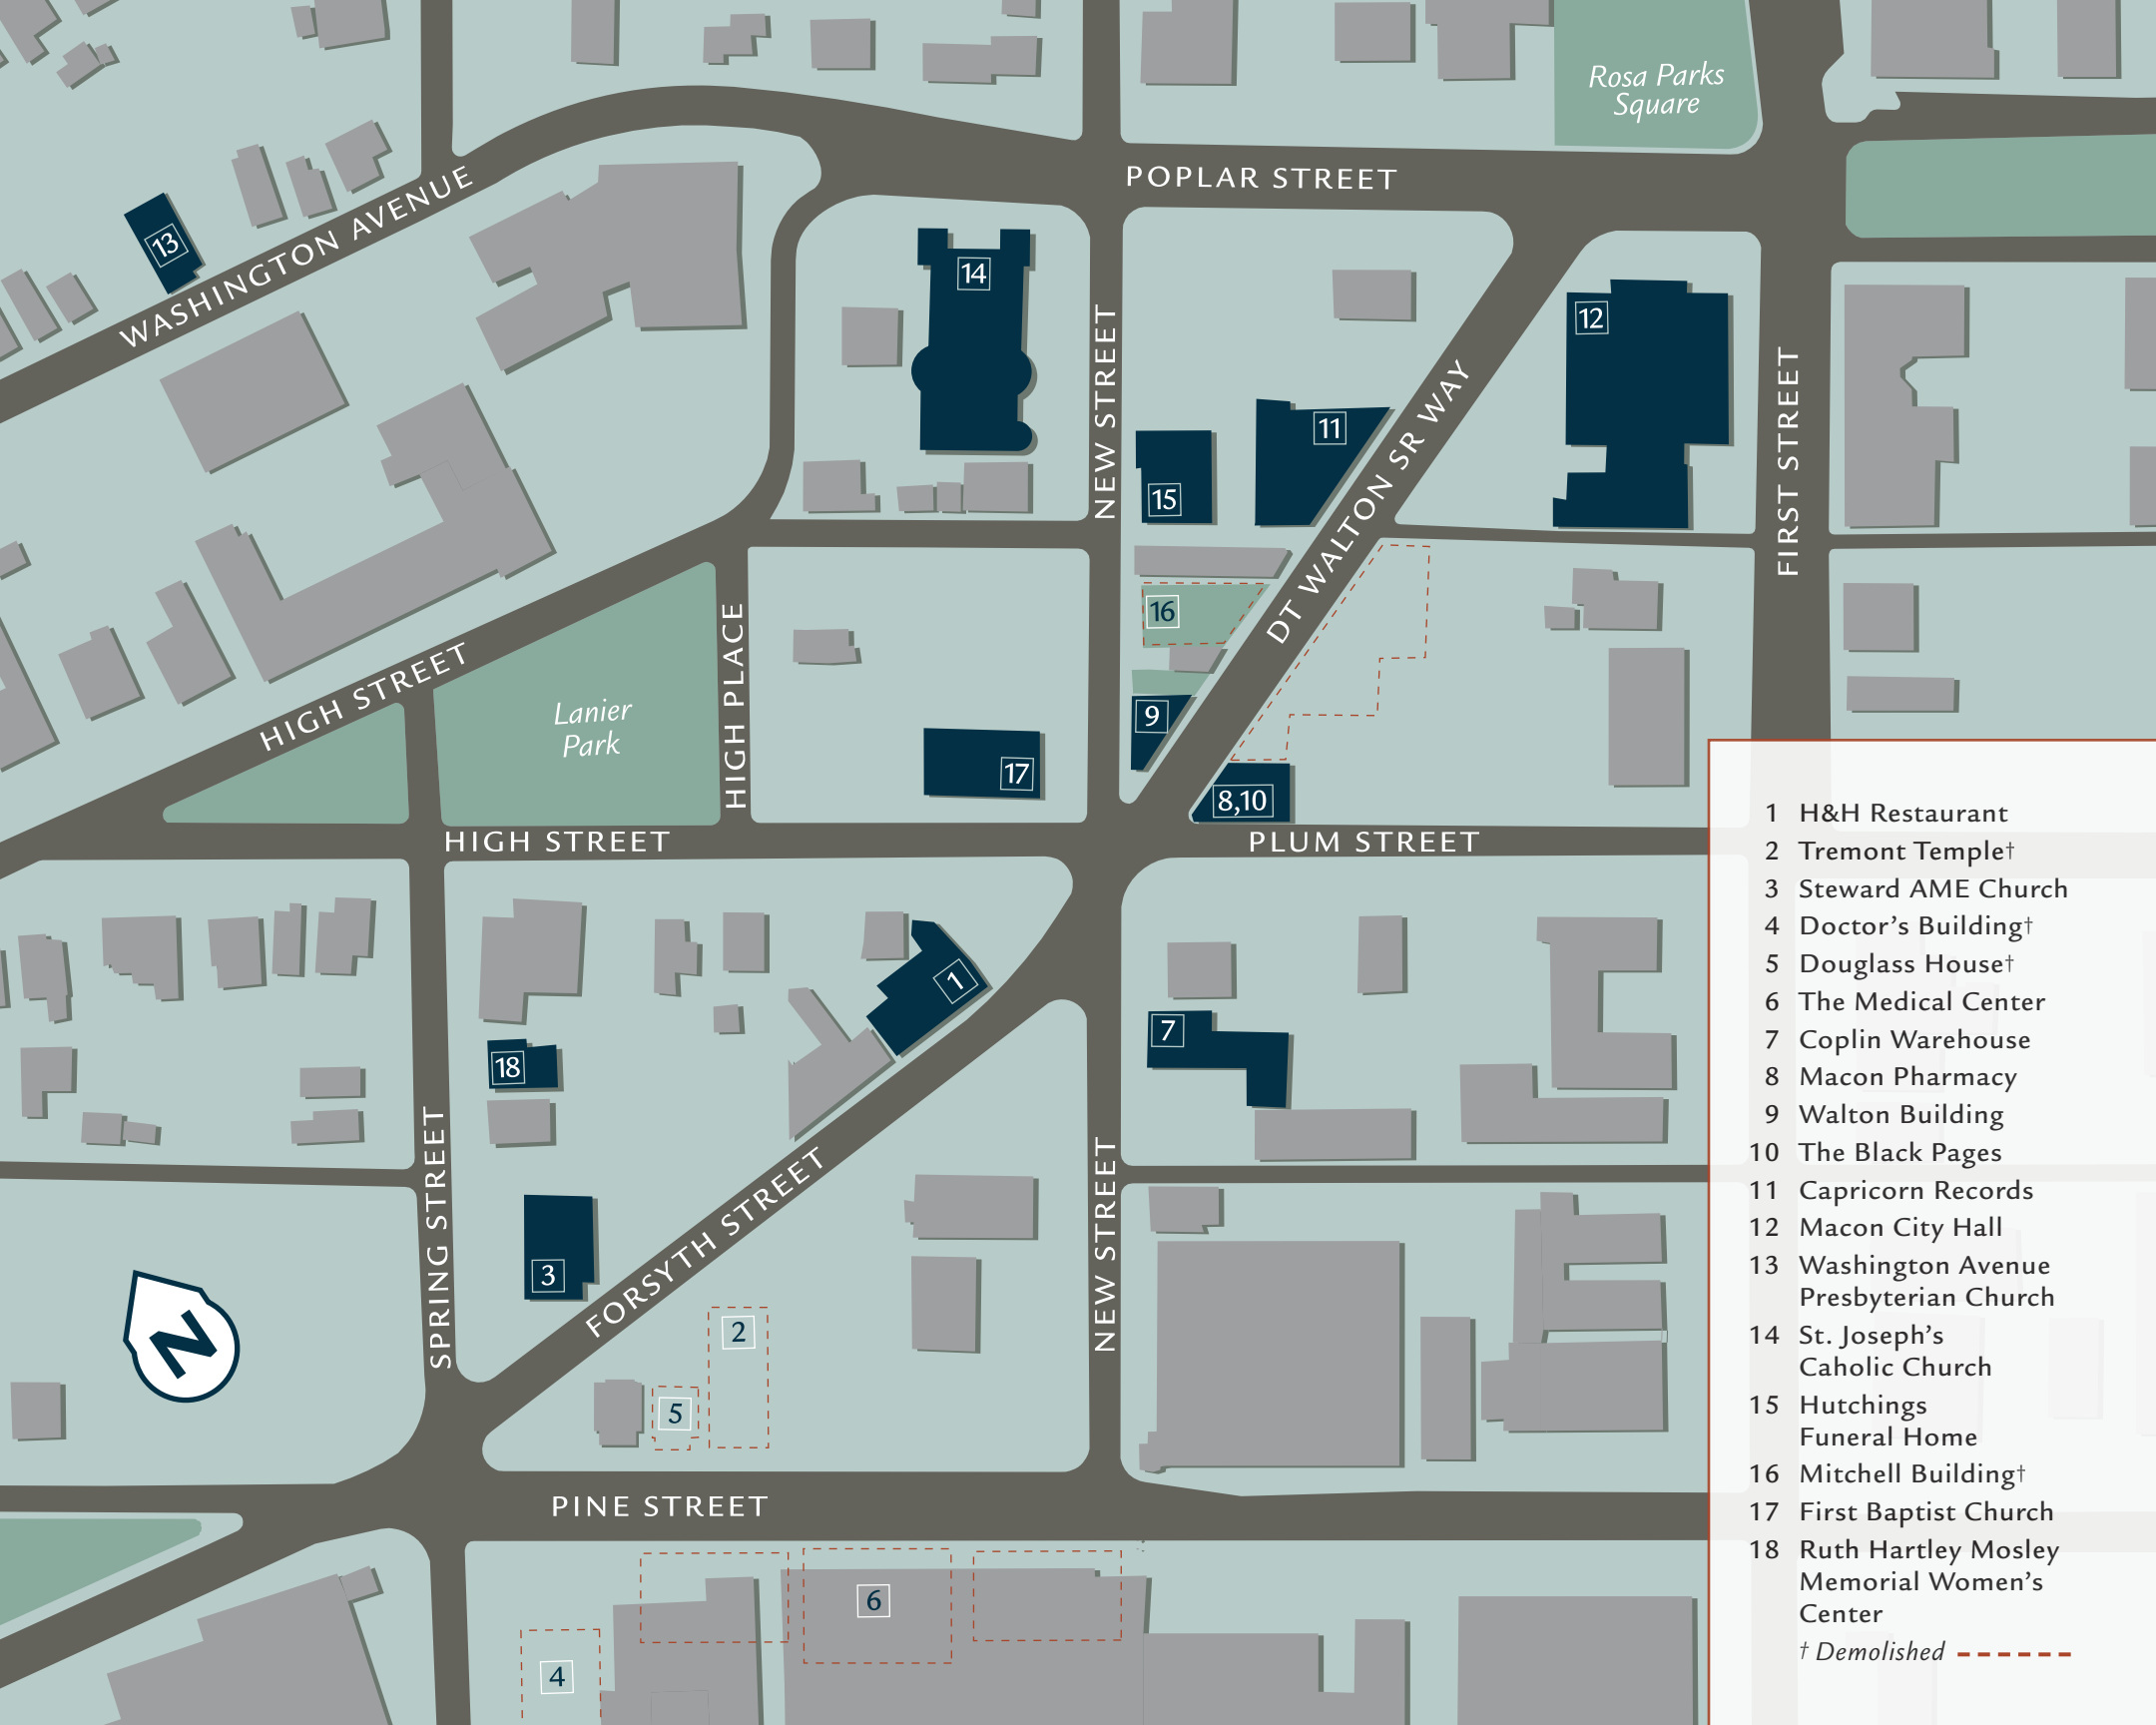 Rosa Parks
Square
POPLAR STREET
WASHINGTON AVENUE
13
14
12
NEW STREET
11
15
DT WALTON SR WAY
FIRST STREET
16
HIGH STREET
Lanier
Park
HIGH PLACE
9
17
8,10
HIGH STREET
PLUM STREET
1
7
18
SPRING STREET
FORSYTH STREET
NEW STREET
3
N
2
5
PINE STREET
6
4
1 H&H Restaurant
2 Tremont Temple†
3 Steward AME Church
4 Doctor’s Building†
5 Douglass House†
6 The Medical Center
7 Coplin Warehouse
8 Macon Pharmacy
9 Walton Building
10 The Black Pages
11 Capricorn Records
12 Macon City Hall
13 Washington Avenue
Presbyterian Church
14 St. Joseph’s
Catholic Church
15 Hutchings
Funeral Home
16 Mitchell Building†
17 First Baptist Church
18 Ruth Hartley Mosley
Memorial Women’s
Center
† Demolished